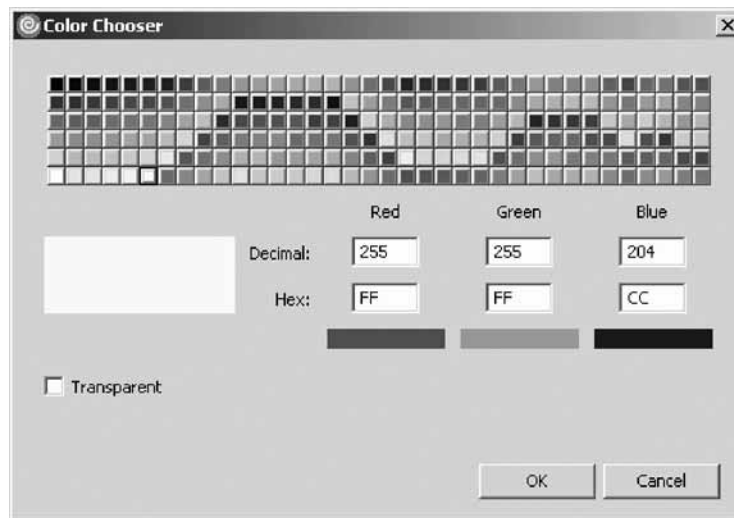 Color Chooser
Red Green Blue
Decimal: 255 255 204
Hex: FF FF CC
Transparent
OK Cancel